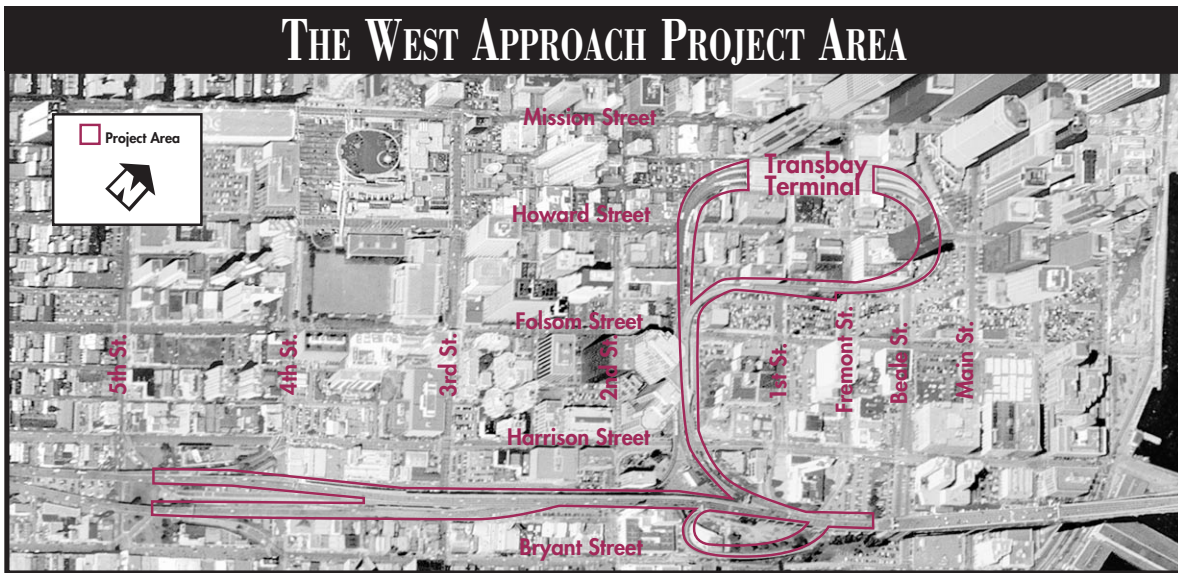 THE WEST APPROACH PROJECT AREA
Project Area
N
Mission Street
Transbay
Terminal
Howard Street
Folsom Street
5th St.
4th St.
3rd St.
2nd St.
1st St.
Fremont St.
Beale St.
Main St.
Harrison Street
Bryant Street